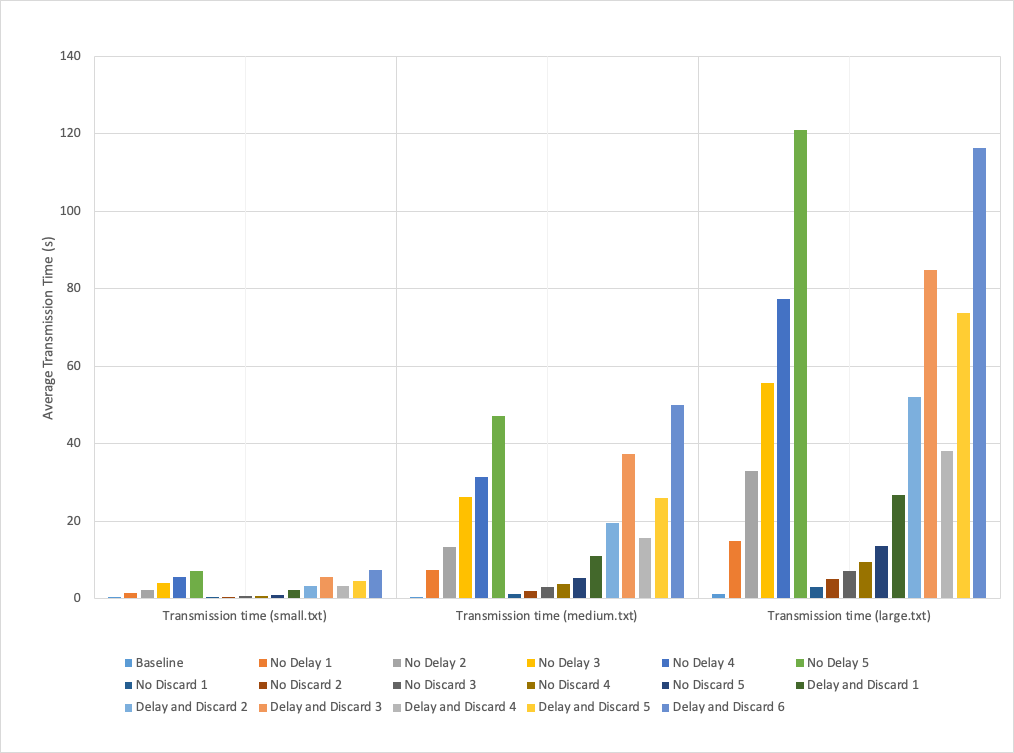 140
120
100
80
60
40
20
0
Average Transmission Time (s)
Transmission time (small.txt) Transmission time (medium.txt) Transmission time (large.txt)
Baseline No Delay 1 No Delay 2 No Delay 3 No Delay 4 No Delay 5
No Discard 1 No Discard 2 No Discard 3 No Discard 4 No Discard 5 Delay and Discard 1
Delay and Discard 2 Delay and Discard 3 Delay and Discard 4 Delay and Discard 5 Delay and Discard 6